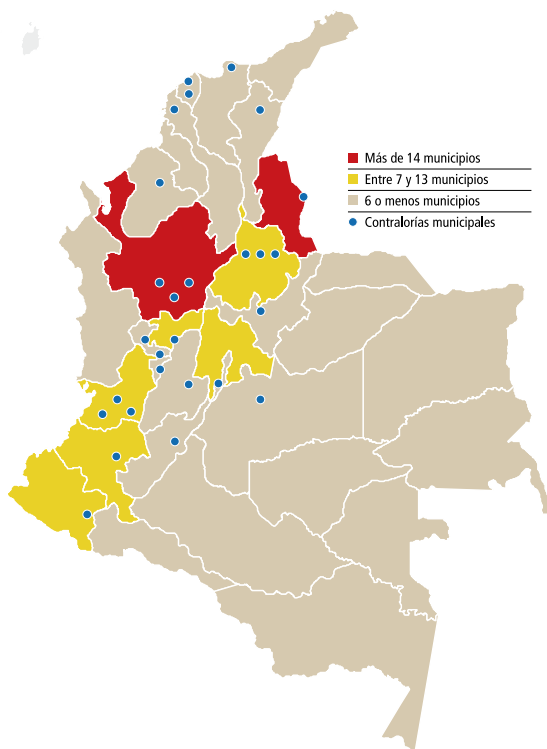 Más de 14 municipios
Entre 7 y 13 municipios
6 o menos municipios
Contralorías municipales